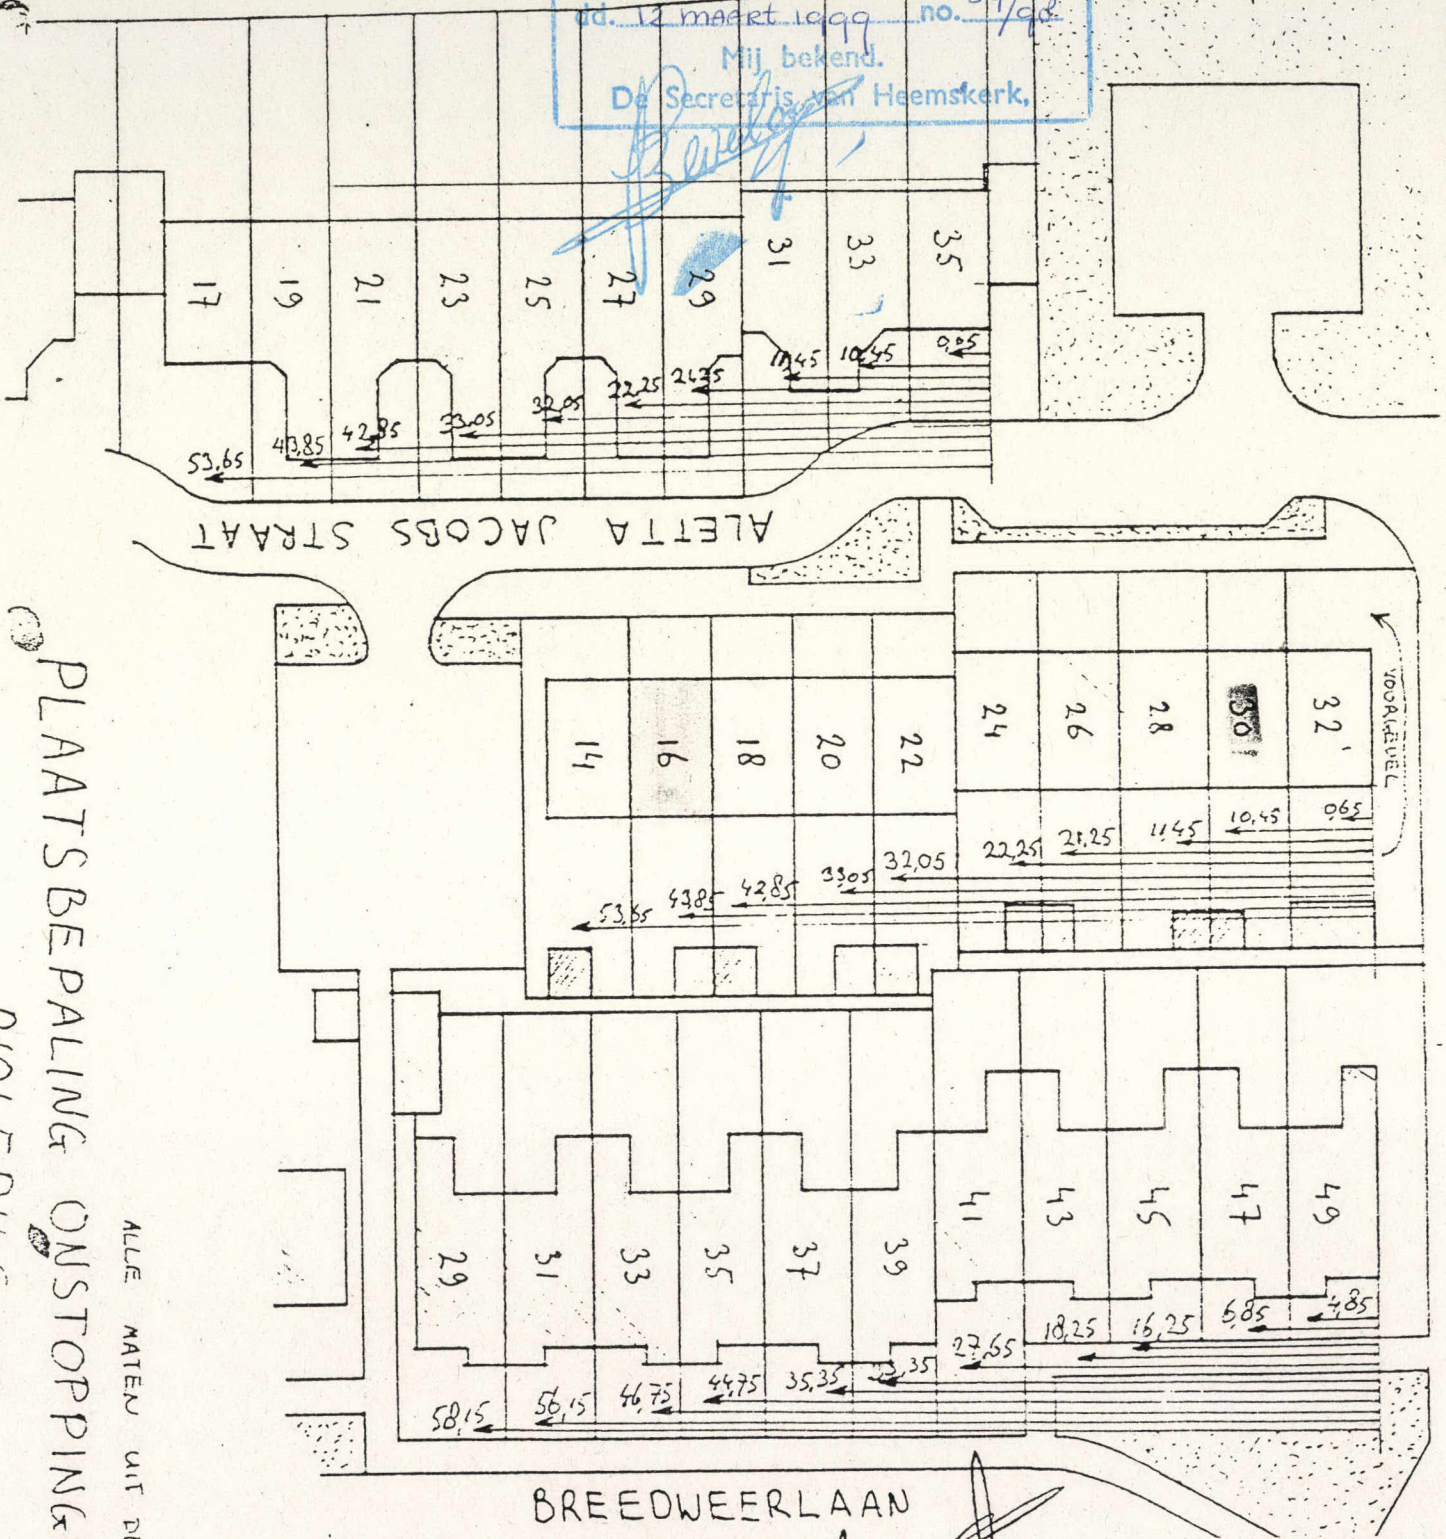 dd. 12 MAART 1999 no. /98
Mij bekend.
De Secretaris van Heemskerk,
17 19 21 23 25 27 29 31 33 35
53,65 43,85 42,85 33,05 32,05 22,25 21,25 11,45 10,45 0,65
ALETTA JACOBS STRAAT
14 16 18 20 22 24 26 28 30 32
VOORGEVEL
53,65 43,85 42,85 33,05 32,05 22,25 21,25 11,45 10,45 0,65
41 43 45 47 49
29 31 33 35 37 39
58,15 56,15 46,75 44,75 35,35 33,35 27,65 18,25 16,25 6,85 4,85
BREEDWEERLAAN
ALLE MATEN UIT
PLAATSBEPALING ONSTOPPING